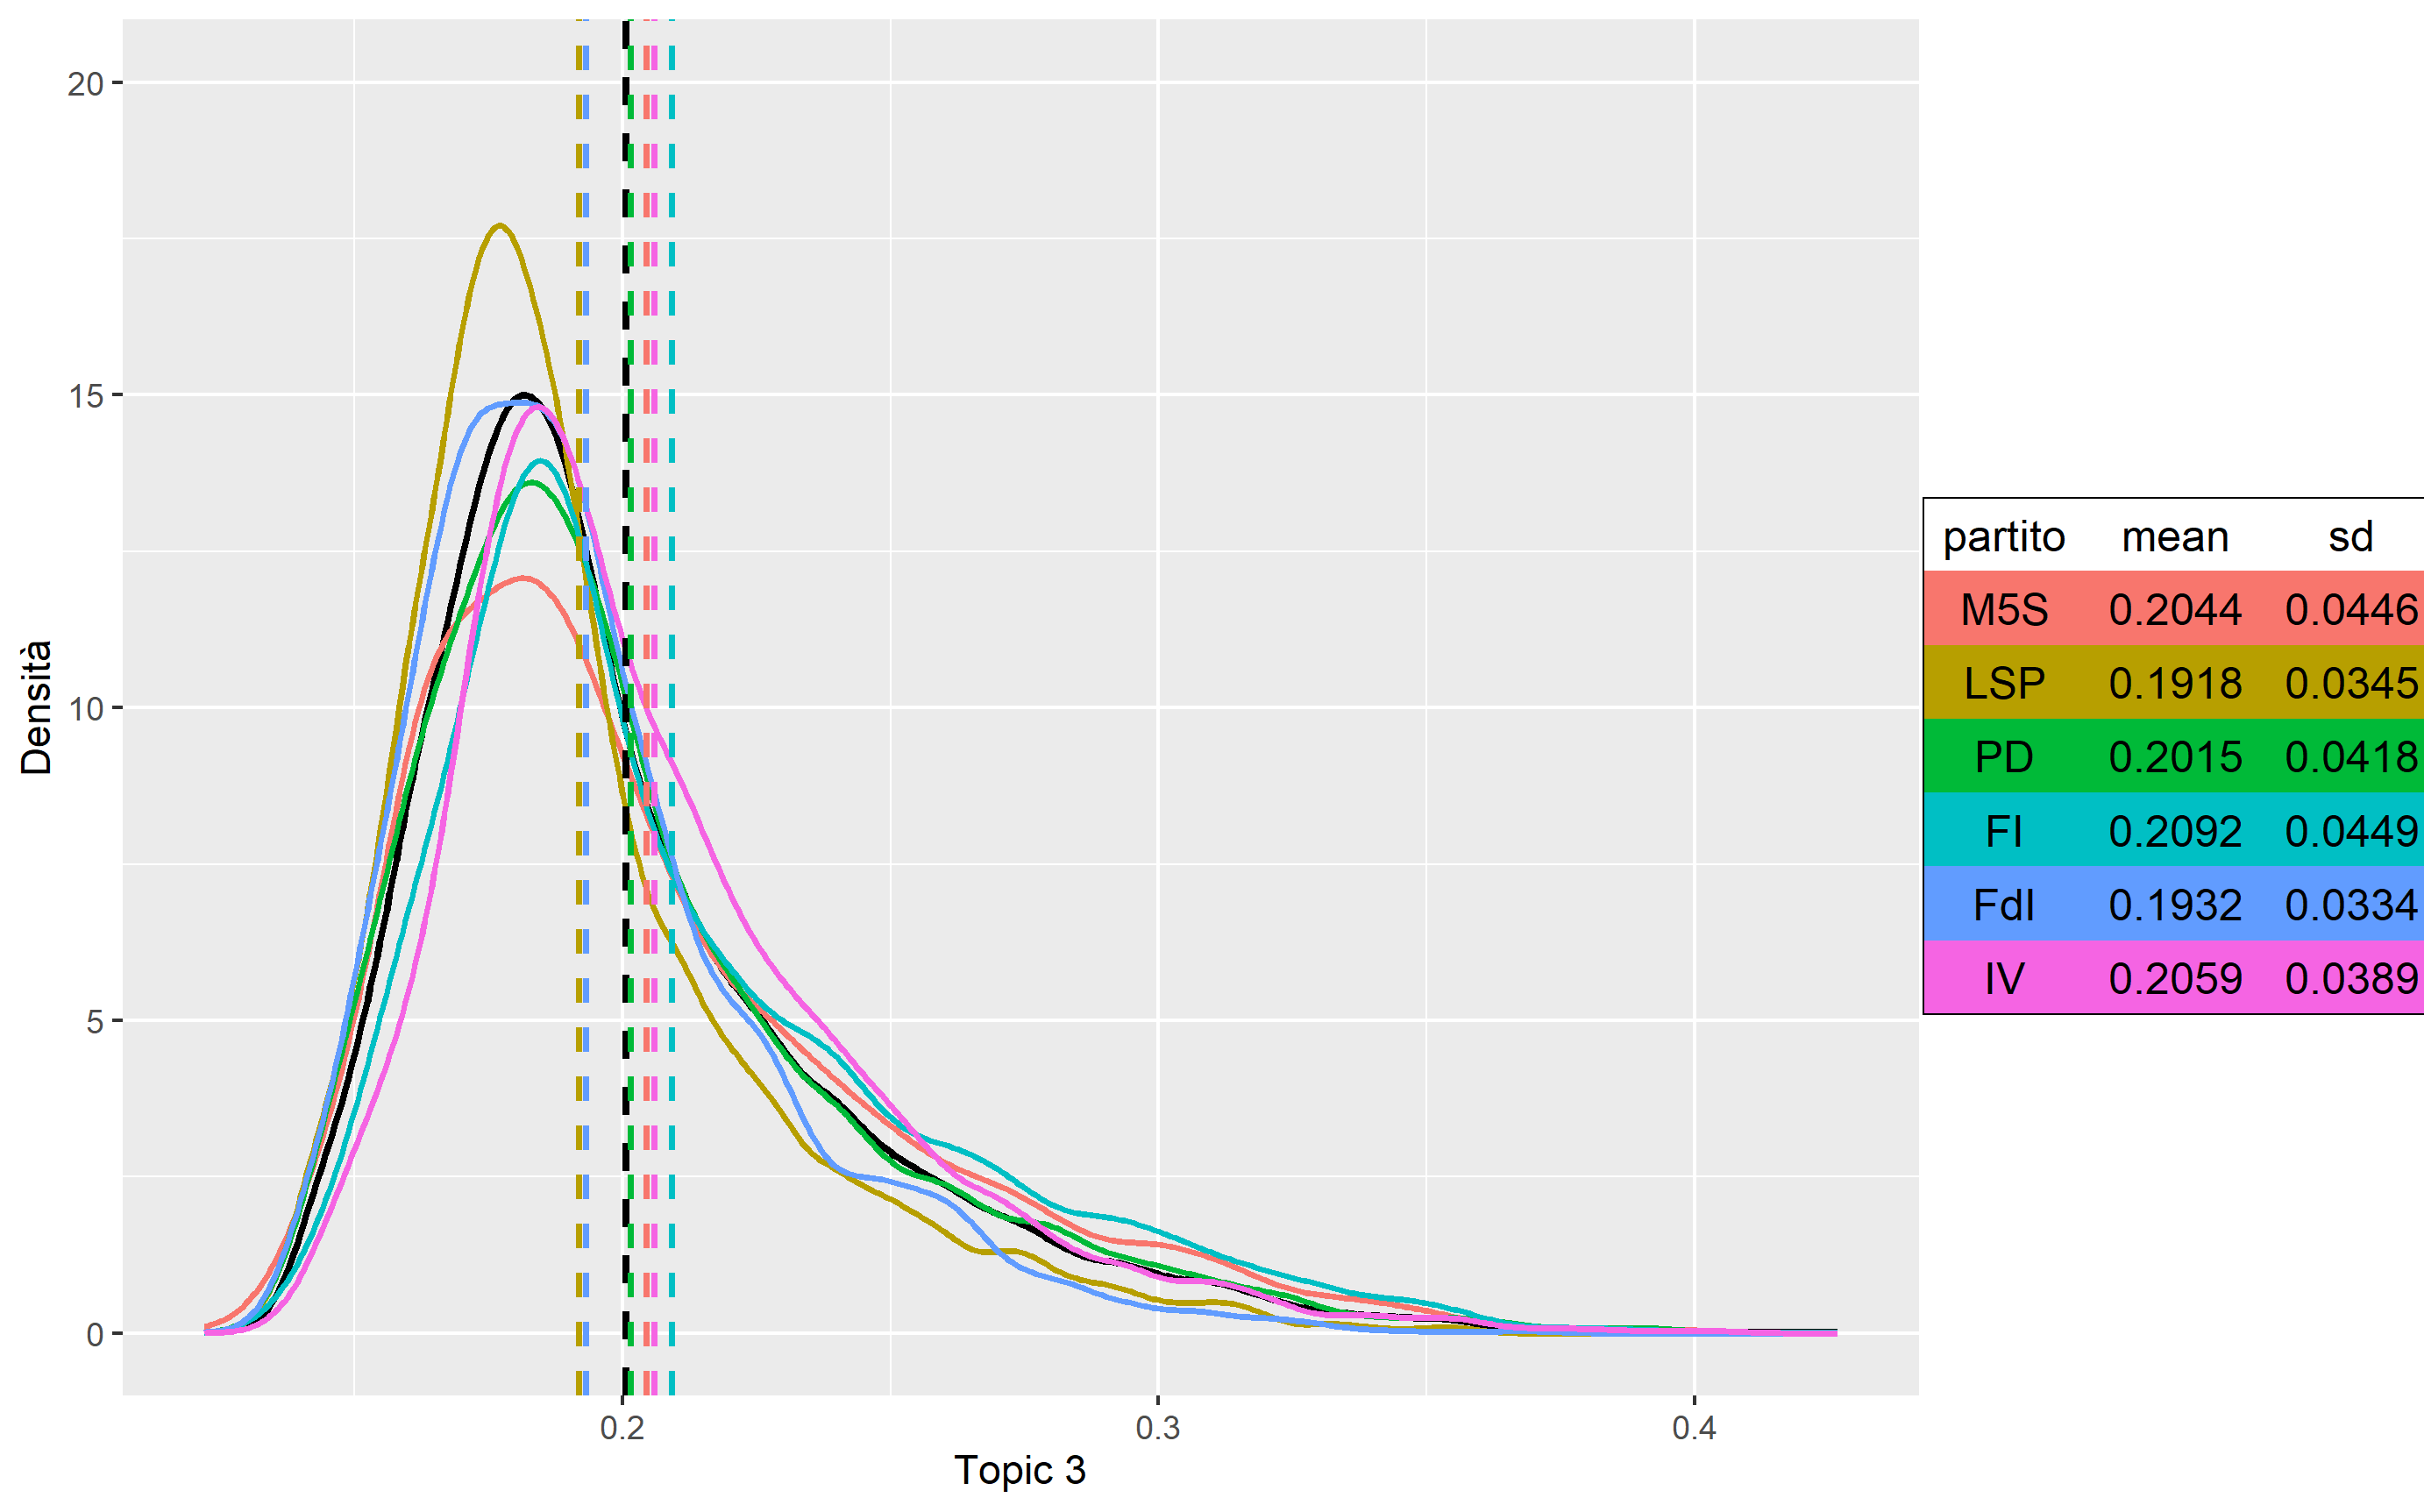 20
15
10
5
0
Densità
0.2 0.3 0.4
Topic 3
partito mean sd
M5S 0.2044 0.0446
LSP 0.1918 0.0345
PD 0.2015 0.0418
FI 0.2092 0.0449
FdI 0.1932 0.0334
IV 0.2059 0.0389